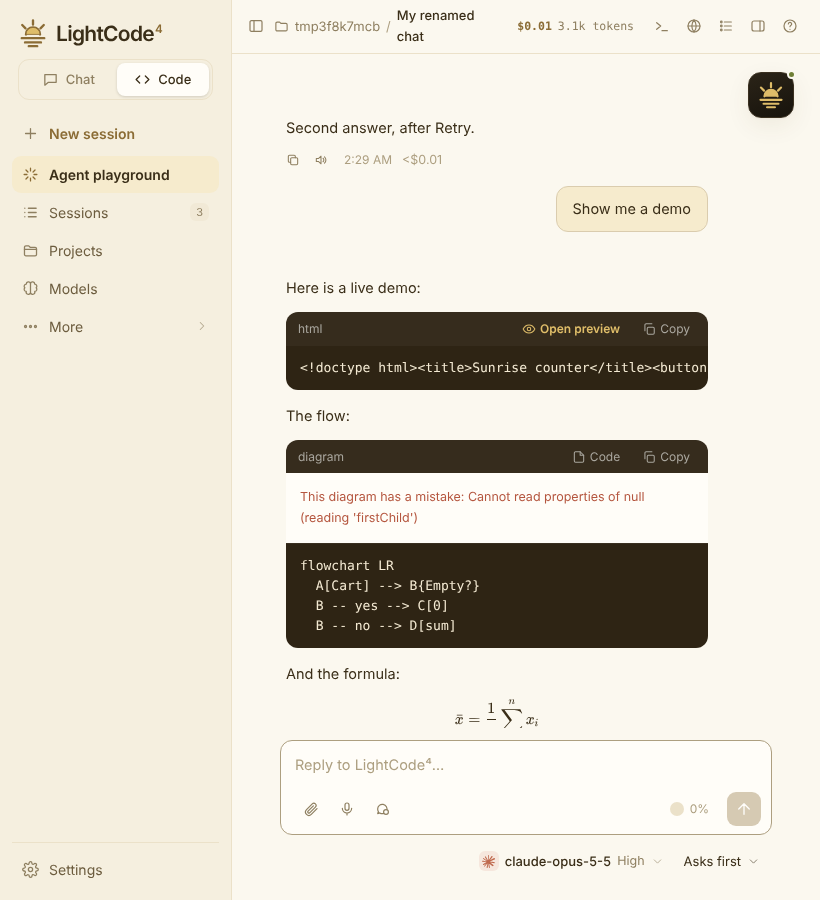 LightCode⁴
Chat
Code
New session
Agent playground
Sessions
3
Projects
Models
More
Settings
tmp3f8k7mcb / My renamed chat
$0.01 3.1k tokens
Second answer, after Retry.
2:29 AM <$0.01
Show me a demo
Here is a live demo:
html
Open preview
Copy
<!doctype html><title>Sunrise counter</title><button
The flow:
diagram
Code
Copy
This diagram has a mistake: Cannot read properties of null
(reading 'firstChild')
flowchart LR
  A[Cart] --> B{Empty?}
  B -- yes --> C[0]
  B -- no --> D[sum]
And the formula:
x̄ = 1 ∑ n xᵢ
Reply to LightCode⁴...
0%
claude-opus-5-5 High
Asks first